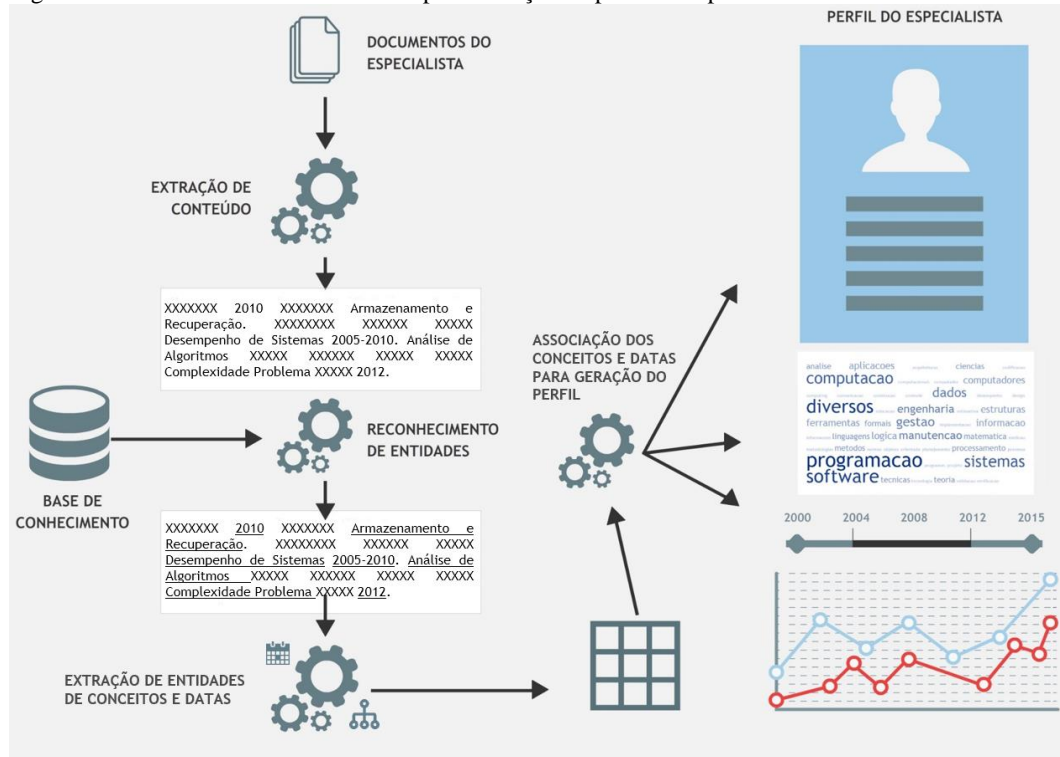 PERFIL DO ESPECIALISTA
DOCUMENTOS DO
ESPECIALISTA
EXTRAÇÃO DE
CONTEÚDO
XXXXXXX 2010 XXXXXXX Armazenamento e
Recuperação. XXXXXXXX XXXXXX XXXXX
Desempenho de Sistemas 2005-2010. Análise de
Algoritmos XXXXX XXXXXX XXXXX XXXXX
Complexidade Problema XXXXX 2012.
RECONHECIMENTO
DE ENTIDADES
BASE DE
CONHECIMENTO
XXXXXXX 2010 XXXXXXX Armazenamento e
Recuperação. XXXXXXXX XXXXXX XXXXX
Desempenho de Sistemas 2005-2010. Análise de
Algoritmos XXXXX XXXXXX XXXXX XXXXX
Complexidade Problema XXXXX 2012.
EXTRAÇÃO DE ENTIDADES
DE CONCEITOS E DATAS
ASSOCIAÇÃO DOS
CONCEITOS E DATAS
PARA GERAÇÃO DO
PERFIL
analise aplicacoes ciencias
computacao computadores
dados
diversos engenharia estruturas
ferramentas formais gestao informacao
linguagens logica manutencao matematica
metodos processamento
programacao sistemas
software tecnicas teoria
2000 2004 2008 2012 2015